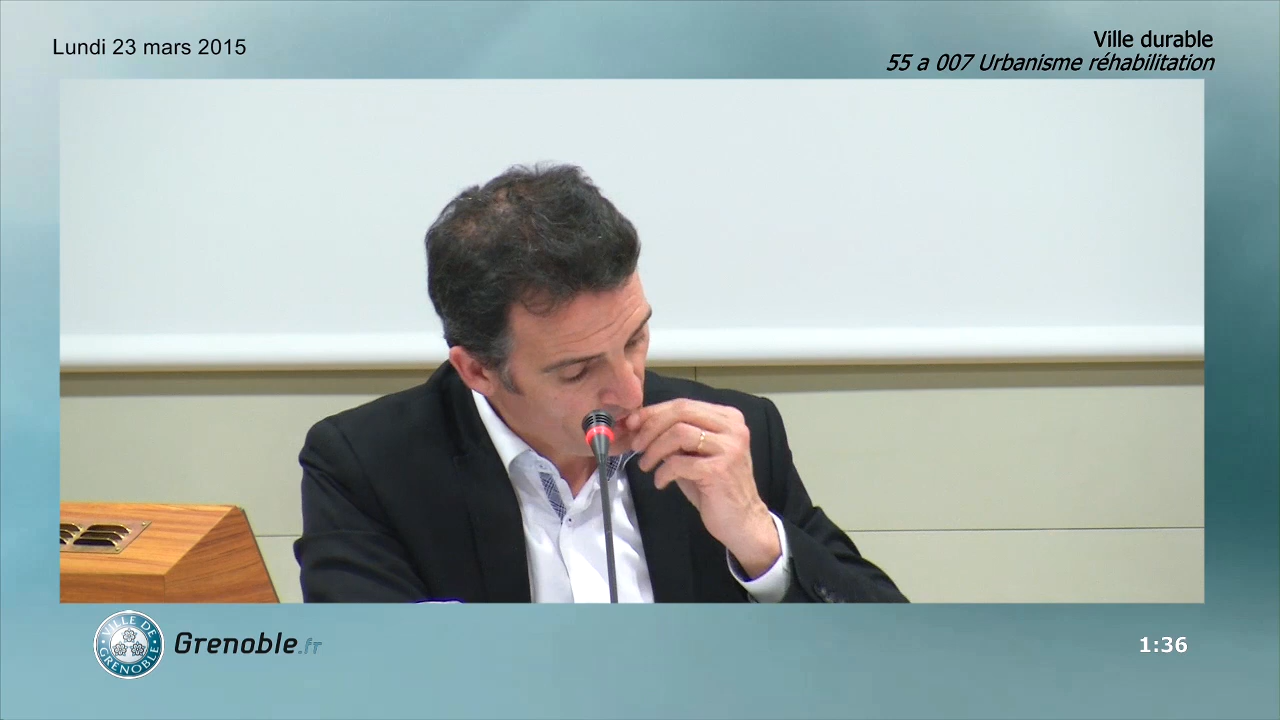 Lundi 23 mars 2015
Ville durable
55 a 007 Urbanisme réhabilitation
VILLE DE
GRENOBLE
Grenoble.fr
1:36